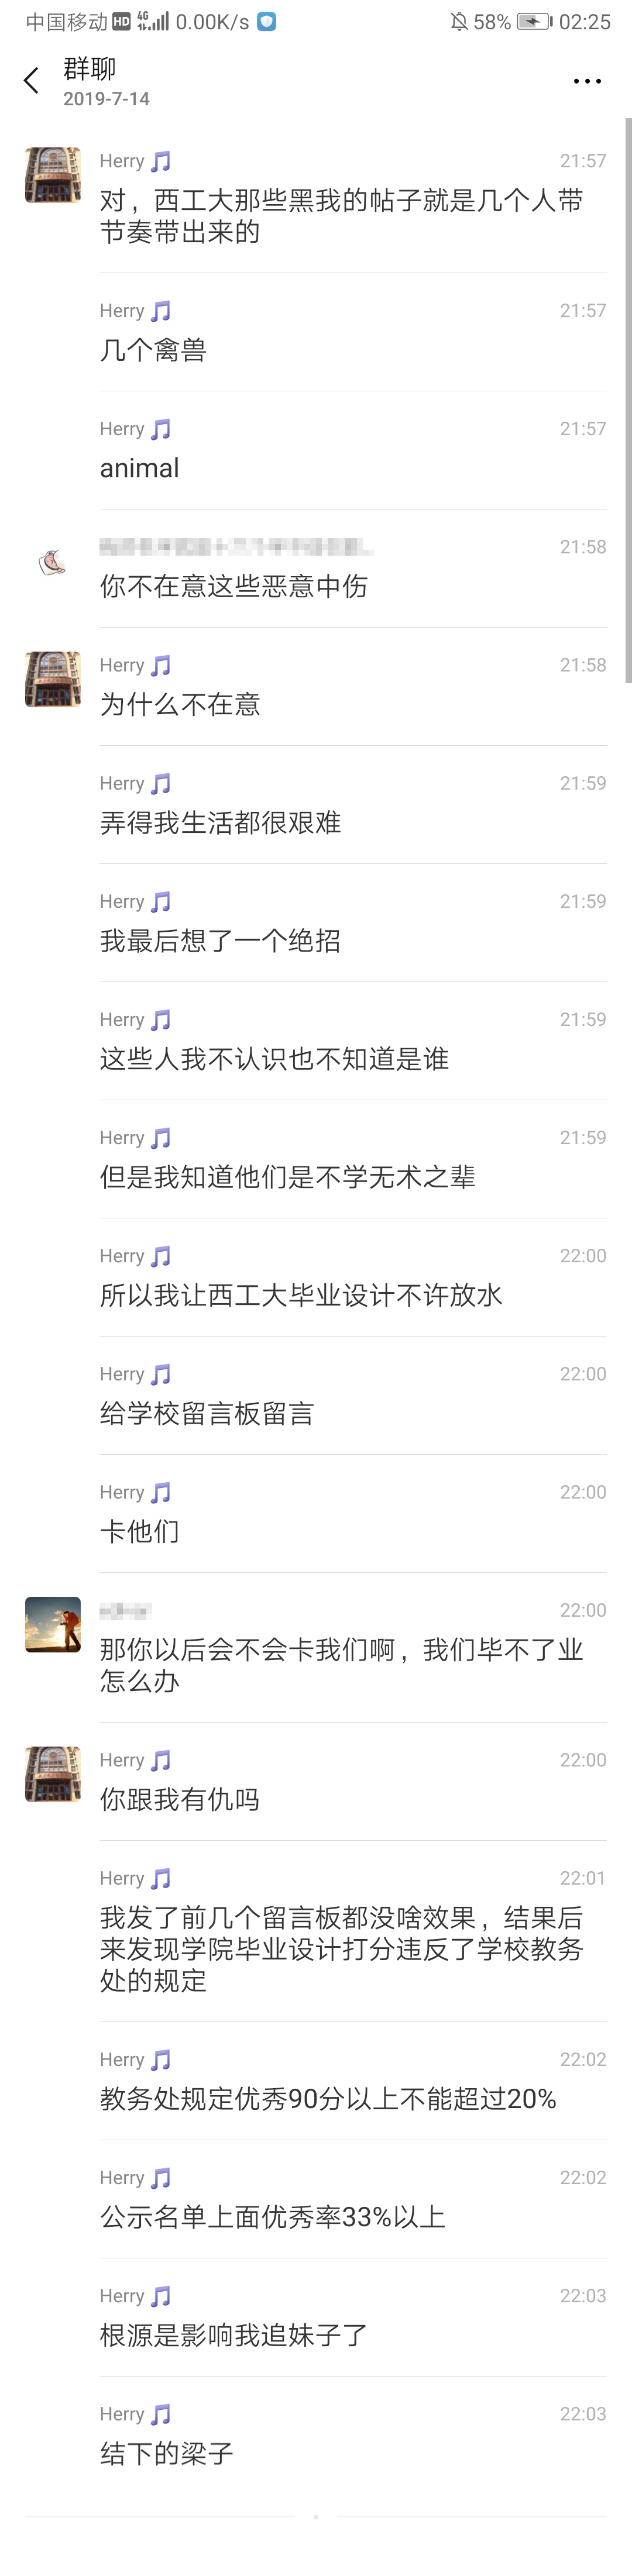 中国移动 HD 4G 0.00K/s 58% 02:25
群聊
2019-7-14
Herry 21:57
对，西工大那些黑我的帖子就是几个人带
节奏带出来的
Herry 21:57
几个禽兽
Herry 21:57
animal
21:58
你不在意这些恶意中伤
Herry 21:58
为什么不在意
Herry 21:59
弄得我生活都很艰难
Herry 21:59
我最后想了一个绝招
Herry 21:59
这些人我不认识也不知道是谁
Herry 21:59
但是我知道他们是不学无术之辈
Herry 22:00
所以我让西工大毕业设计不许放水
Herry 22:00
给学校留言板留言
Herry 22:00
卡他们
22:00
那你以后会不会卡我们啊，我们毕不了业
怎么办
Herry 22:00
你跟我有仇吗
Herry 22:01
我发了前几个留言板都没啥效果，结果后
来发现学院毕业设计打分违反了学校教务
处的规定
Herry 22:02
教务处规定优秀90分以上不能超过20%
Herry 22:02
公示名单上面优秀率33%以上
Herry 22:03
根源是影响我追妹子了
Herry 22:03
结下的梁子